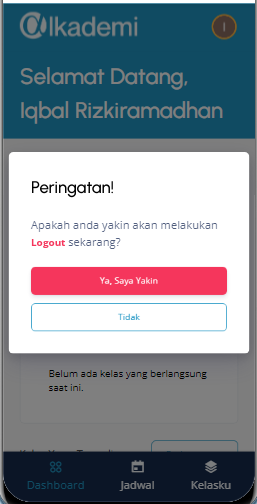 Alkademi
I
Selamat Datang,
Iqbal Rizkiramadhan
Peringatan!
Apakah anda yakin akan melakukan
Logout sekarang?
Ya, Saya Yakin
Tidak
Belum ada kelas yang berlangsung
saat ini.
Dashboard
Jadwal
Kelasku